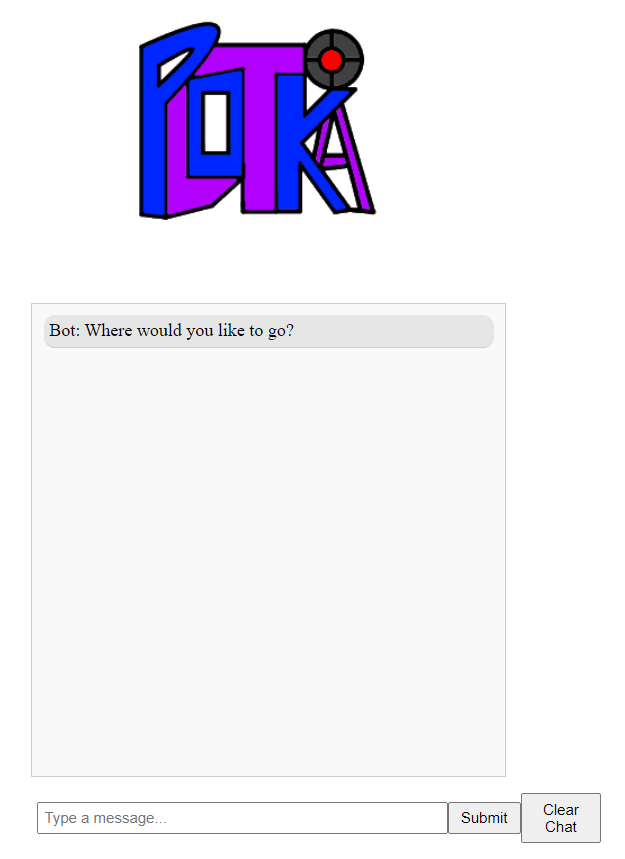 PLOTKA
Bot: Where would you like to go?
Type a message...
Submit
Clear
Chat